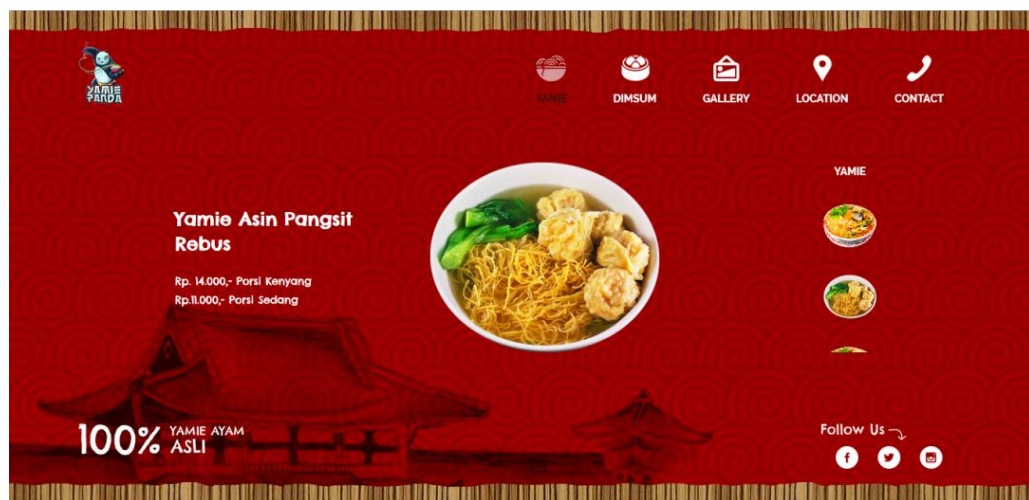 YAMIE
PANDA
YAMIE
DIMSUM
GALLERY
LOCATION
CONTACT
YAMIE
Yamie Asin Pangsit
Rebus
Rp. 14.000,- Porsi Kenyang
Rp.11.000,- Porsi Sedang
100% YAMIE AYAM
ASLI
Follow Us